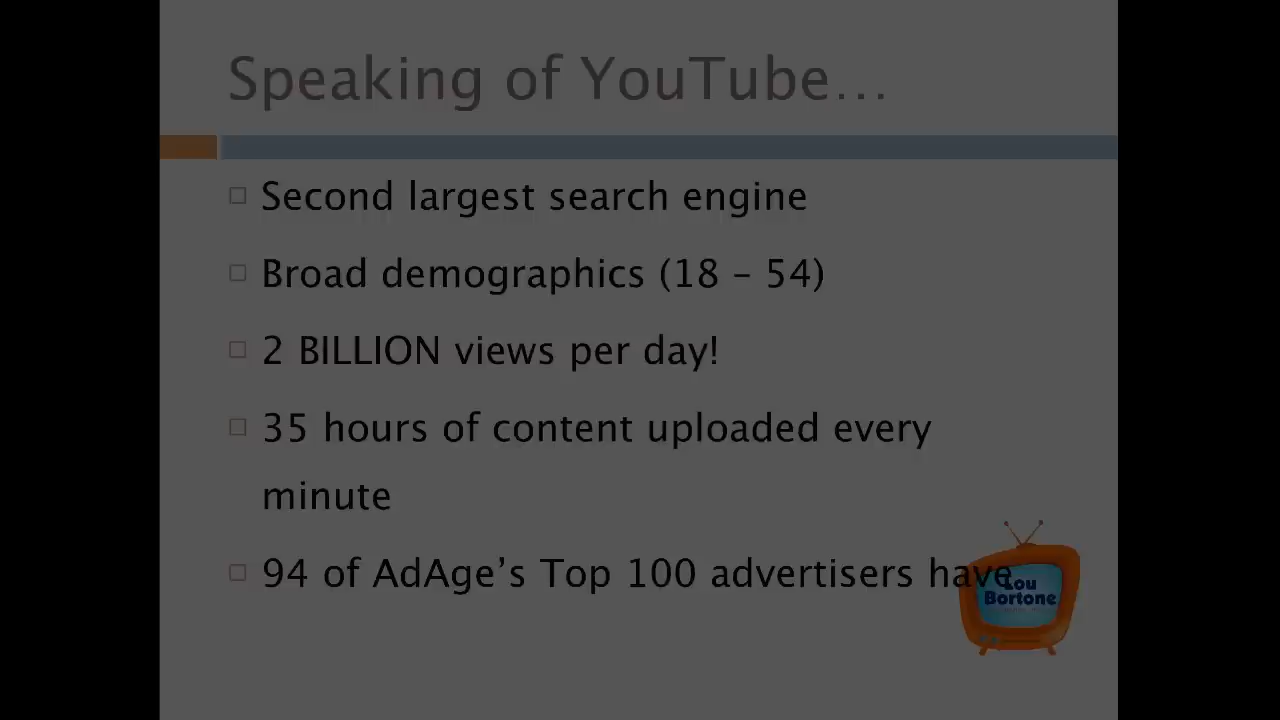 Speaking of YouTube...
Second largest search engine
Broad demographics (18 – 54)
2 BILLION views per day!
35 hours of content uploaded every
minute
94 of AdAge's Top 100 advertisers have
Lou
Bortone